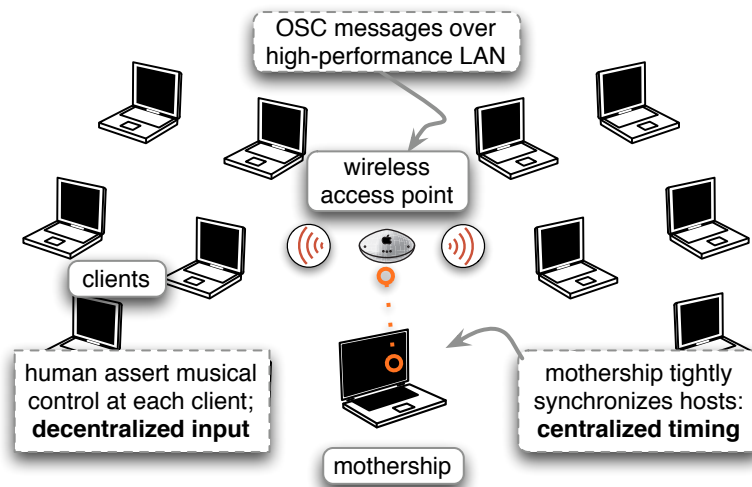 OSC messages over
high-performance LAN
wireless
access point
clients
human assert musical
control at each client;
decentralized input
mothership tightly
synchronizes hosts:
centralized timing
mothership